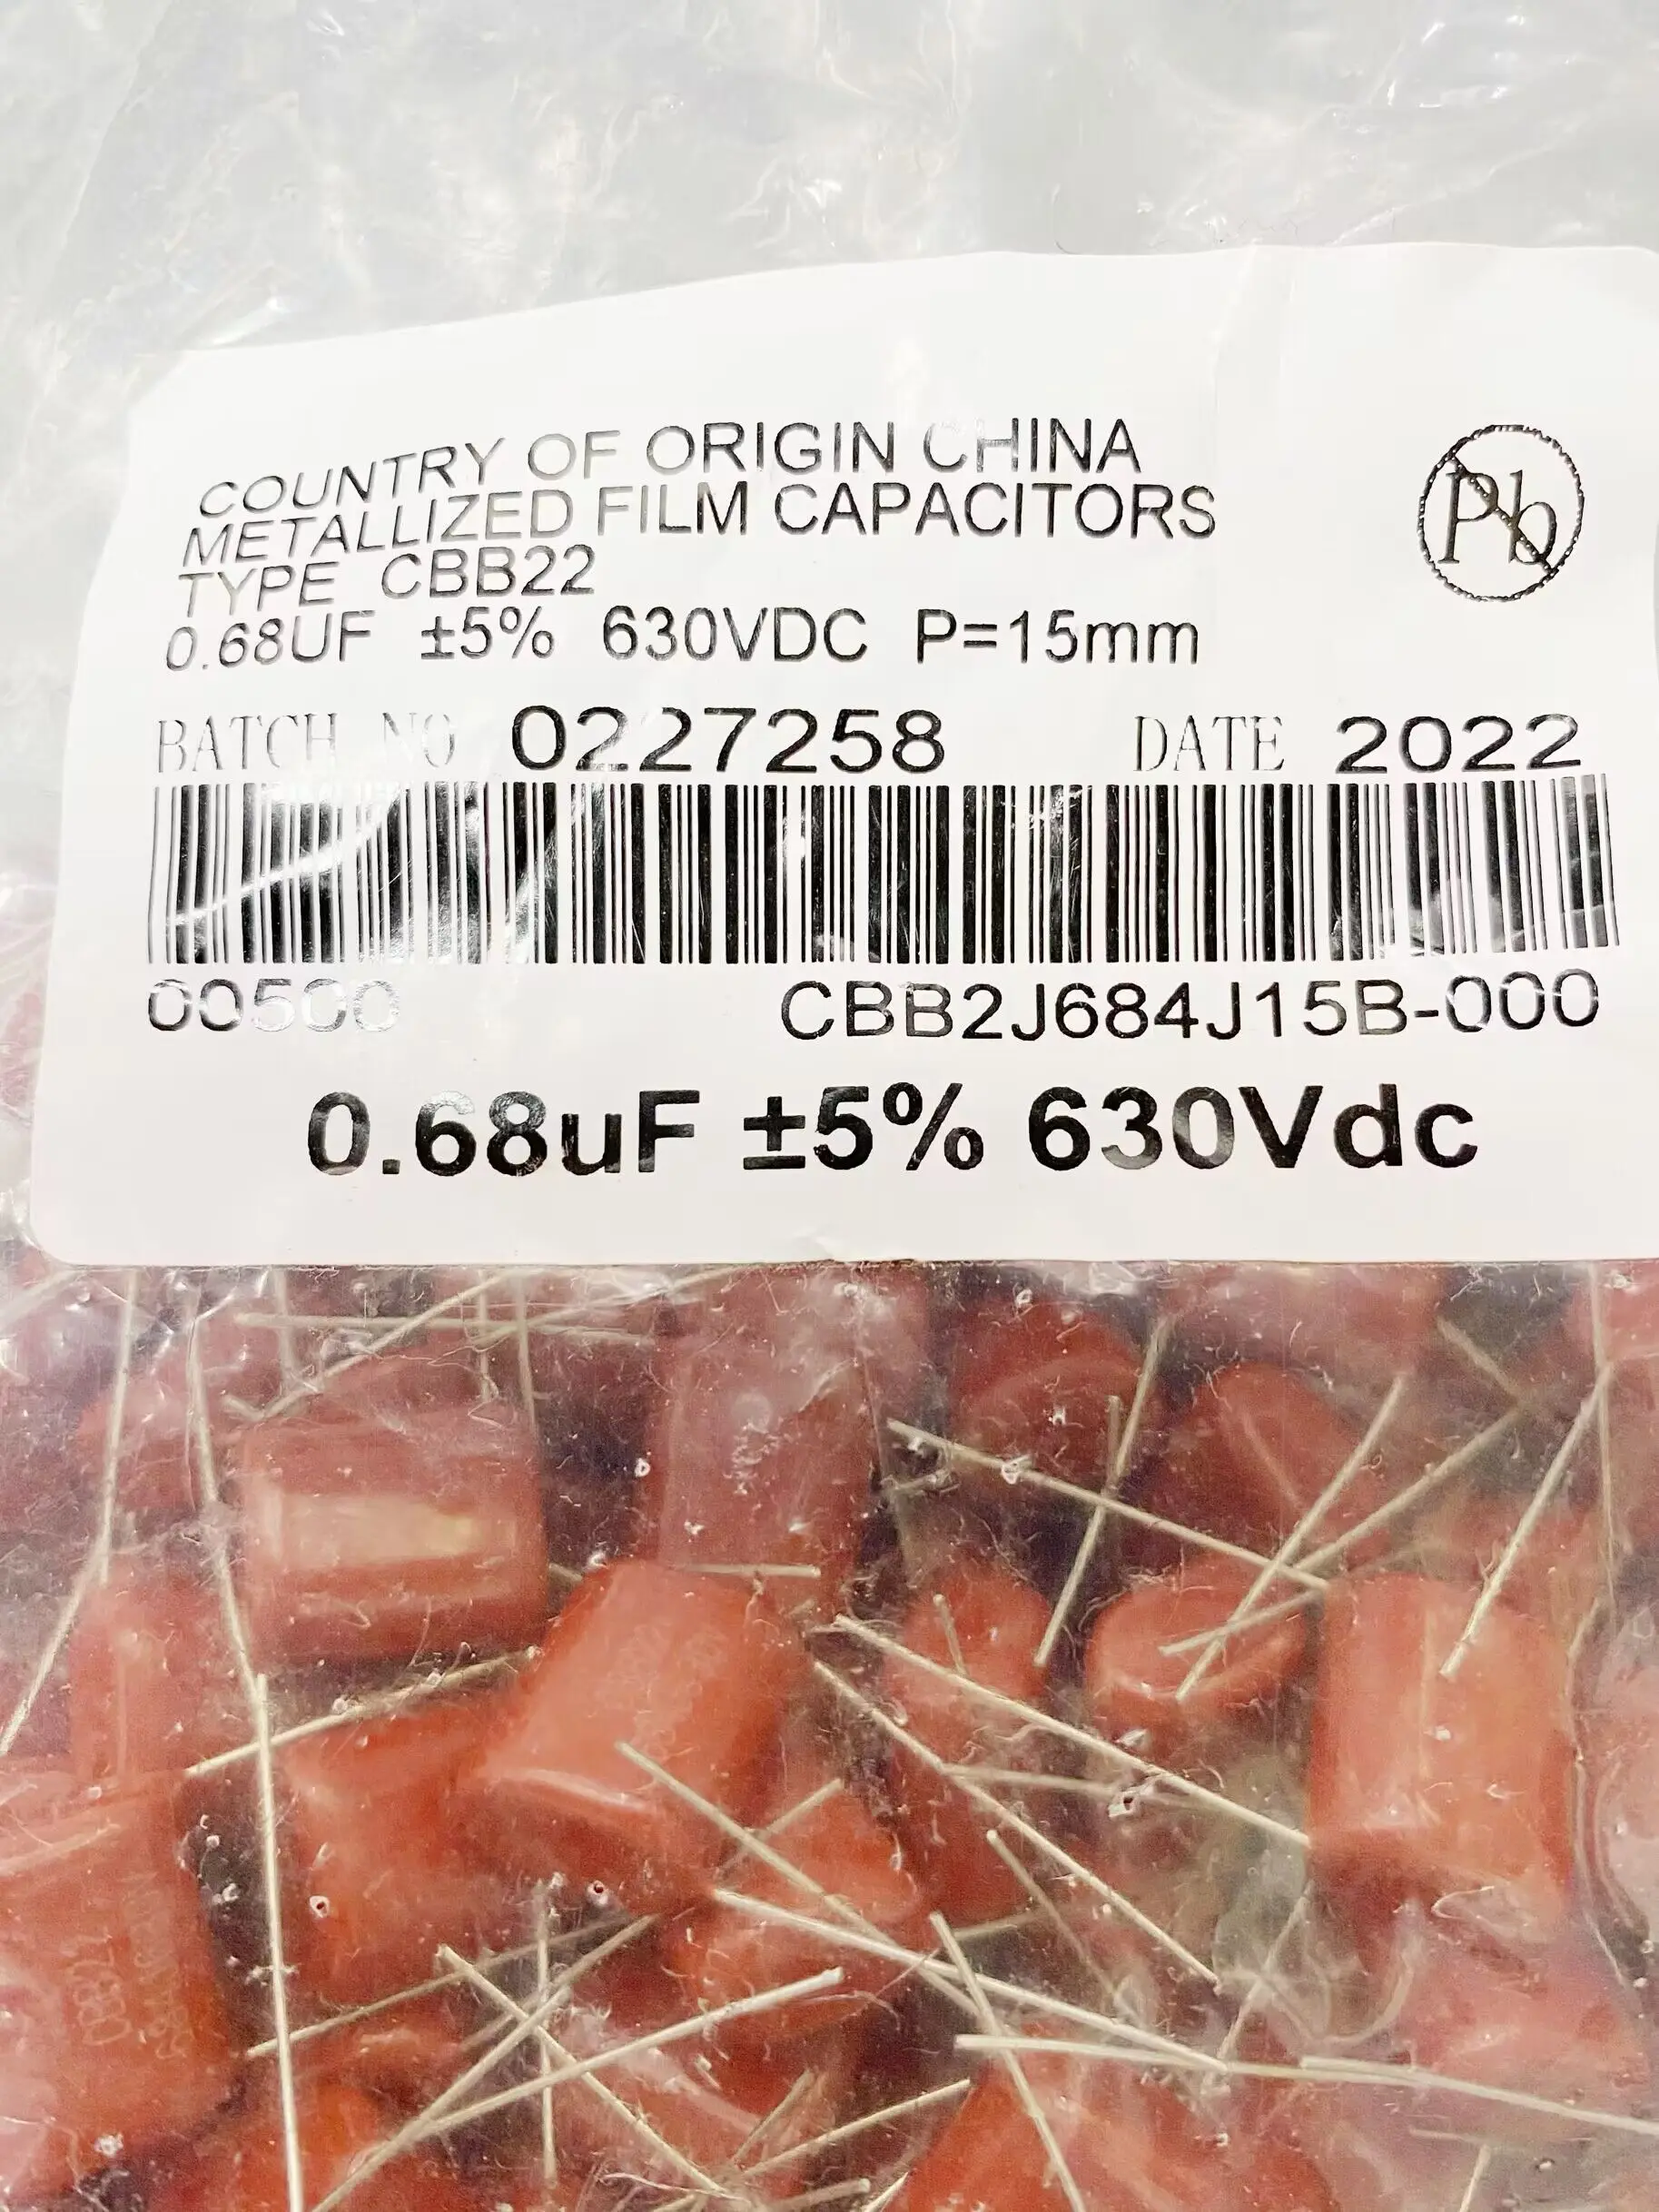 COUNTRY OF ORIGIN CHINA
METALLIZED FILM CAPACITORS
TYPE CBB22
0.68UF ±5% 630VDC P=15mm
Pb
BATCH NO 0227258 DATE 2022
00500 CBB2J684J15B-000
0.68uF ±5% 630Vdc